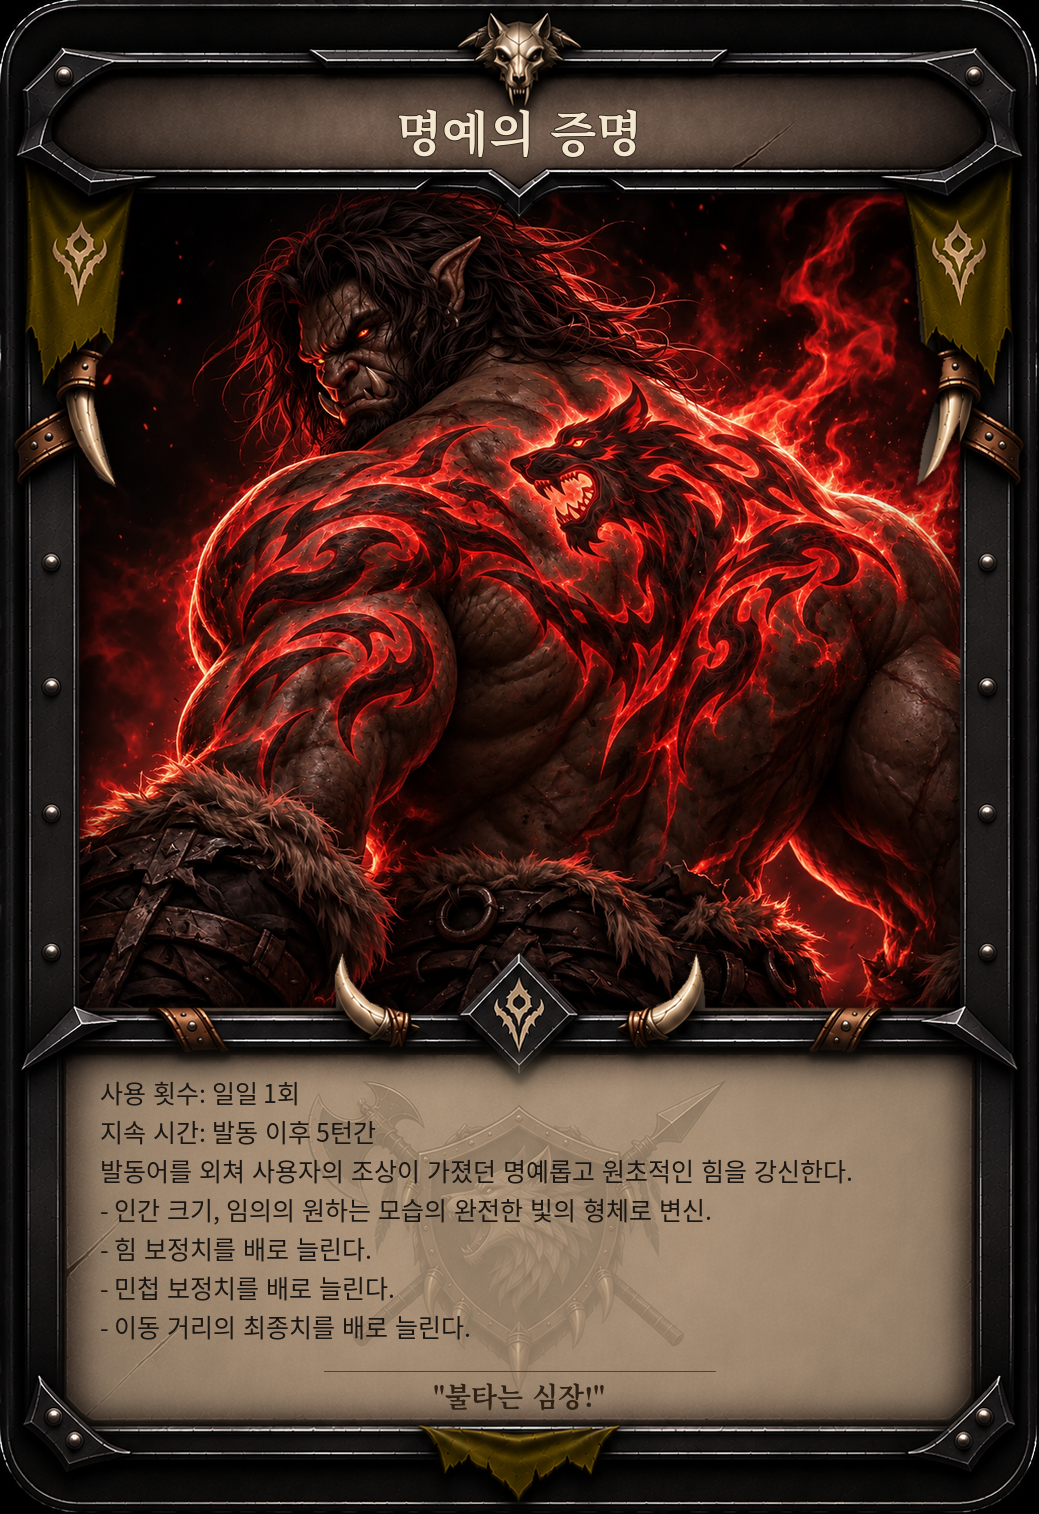 명예의 증명
사용 횟수: 일일 1회
지속 시간: 발동 이후 5턴간
발동어를 외쳐 사용자의 조상이 가졌던 명예롭고 원초적인 힘을 강신한다.
- 인간 크기, 임의의 원하는 모습의 완전한 빛의 형체로 변신.
- 힘 보정치를 배로 늘린다.
- 민첩 보정치를 배로 늘린다.
- 이동 거리의 최종치를 배로 늘린다.
"불타는 심장!"